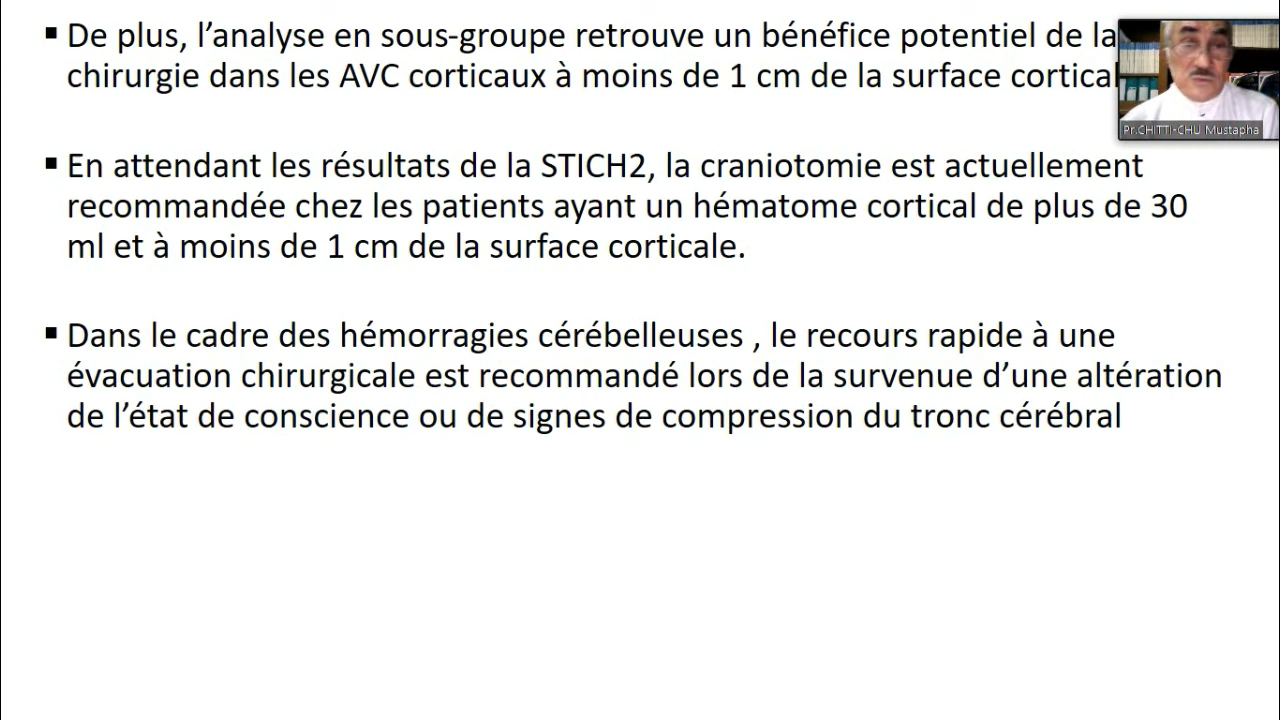 ▪ De plus, l’analyse en sous-groupe retrouve un bénéfice potentiel de la
chirurgie dans les AVC corticaux à moins de 1 cm de la surface cortical
Pr.CHITTI-CHU Mustapha
▪ En attendant les résultats de la STICH2, la craniotomie est actuellement
recommandée chez les patients ayant un hématome cortical de plus de 30
ml et à moins de 1 cm de la surface corticale.
▪ Dans le cadre des hémorragies cérébelleuses , le recours rapide à une
évacuation chirurgicale est recommandé lors de la survenue d’une altération
de l’état de conscience ou de signes de compression du tronc cérébral